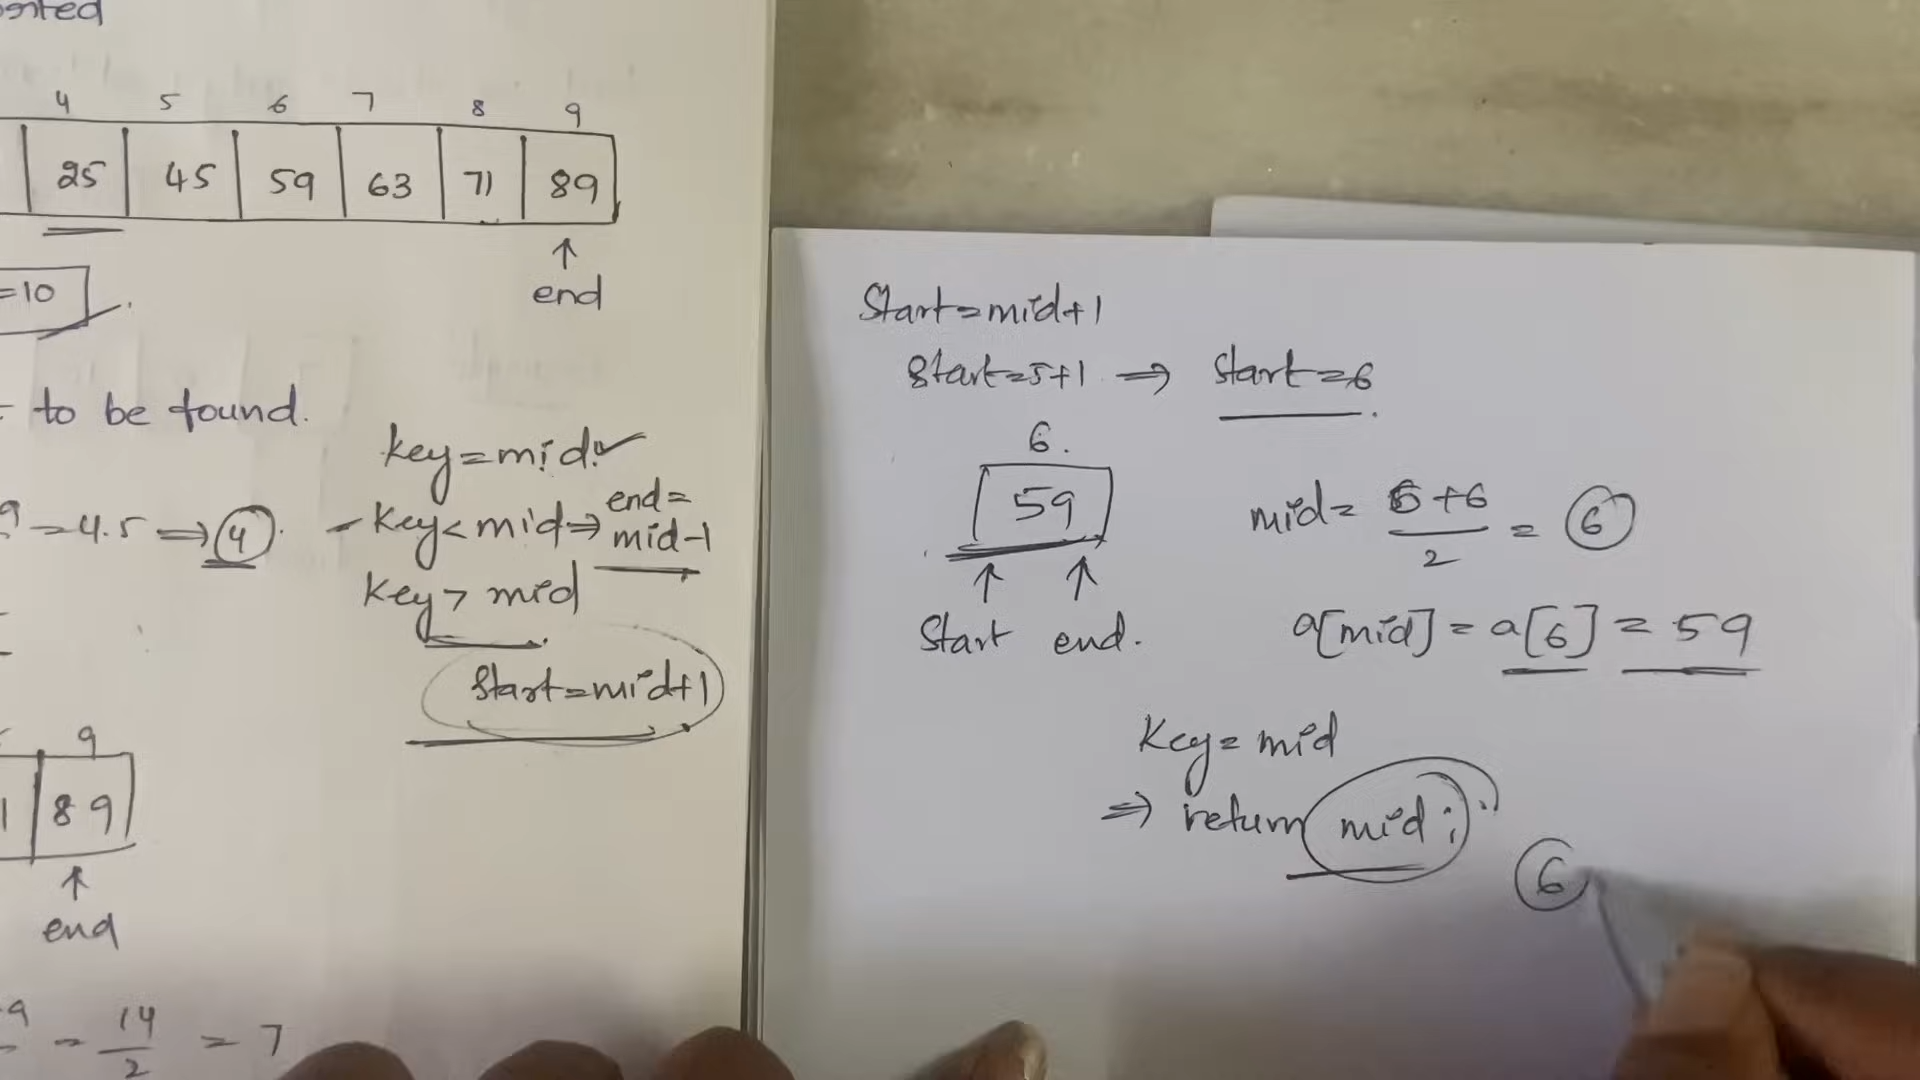 4 5 6 7 8 9
25 45 59 63 71 89
↑
end
=10
to be found.
key=mid✓
=4.5 ⇒ 4.
key<mid⇒ end=
mid-1
key> mid
Start=mid+1
9
89
↑
end
9
= 14/2 = 7
Start=mid+1
Start=5+1 ⇒ Start=6.
6.
59
↑ ↑
Start end.
mid= 6+6/2 = 6
a[mid] = a[6] = 59
Key= mid
⇒ return mid;
6